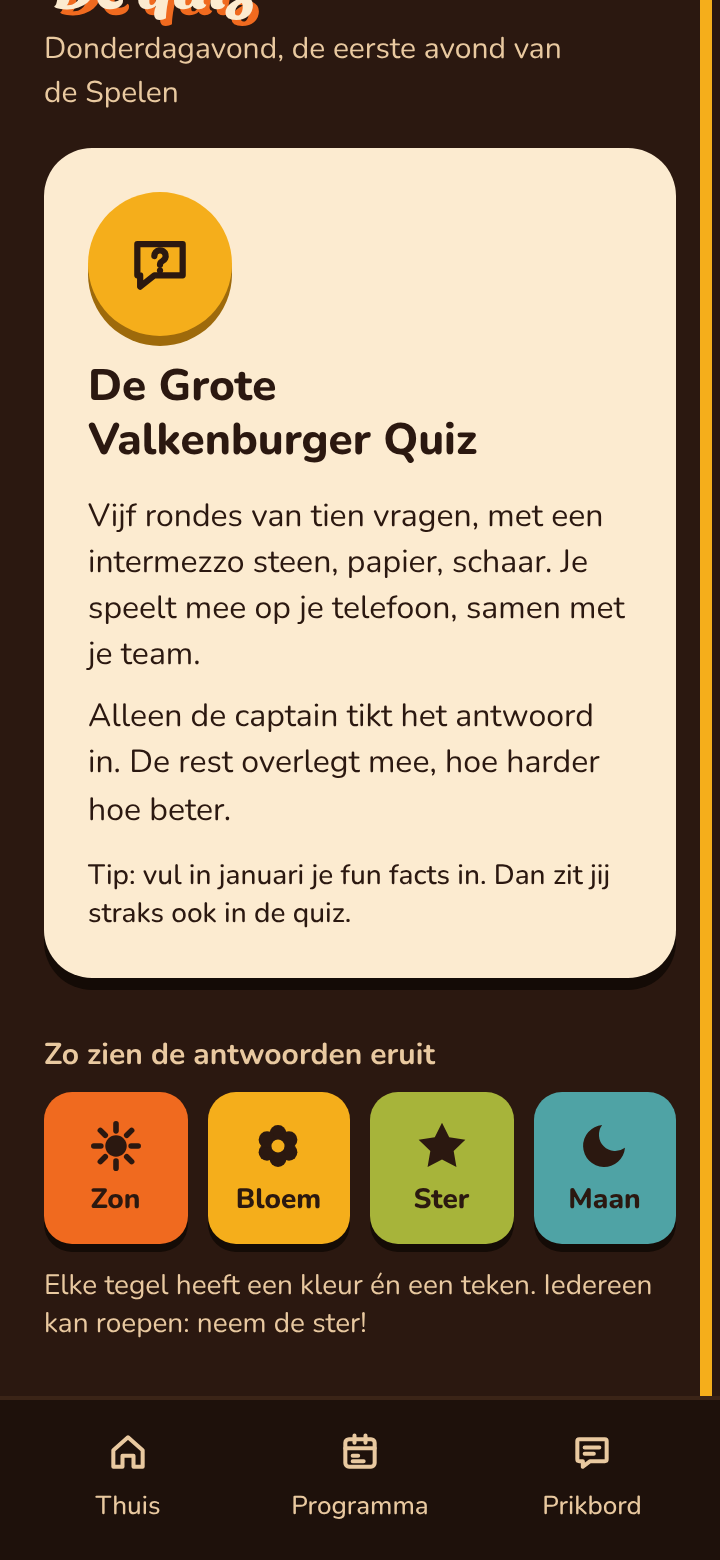 De quiz
Donderdagavond, de eerste avond van
de Spelen
De Grote
Valkenburger Quiz
Vijf rondes van tien vragen, met een
intermezzo steen, papier, schaar. Je
speelt mee op je telefoon, samen met
je team.
Alleen de captain tikt het antwoord
in. De rest overlegt mee, hoe harder
hoe beter.
Tip: vul in januari je fun facts in. Dan zit jij
straks ook in de quiz.
Zo zien de antwoorden eruit
Zon
Bloem
Ster
Maan
Elke tegel heeft een kleur én een teken. Iedereen
kan roepen: neem de ster!
Thuis
Programma
Prikbord